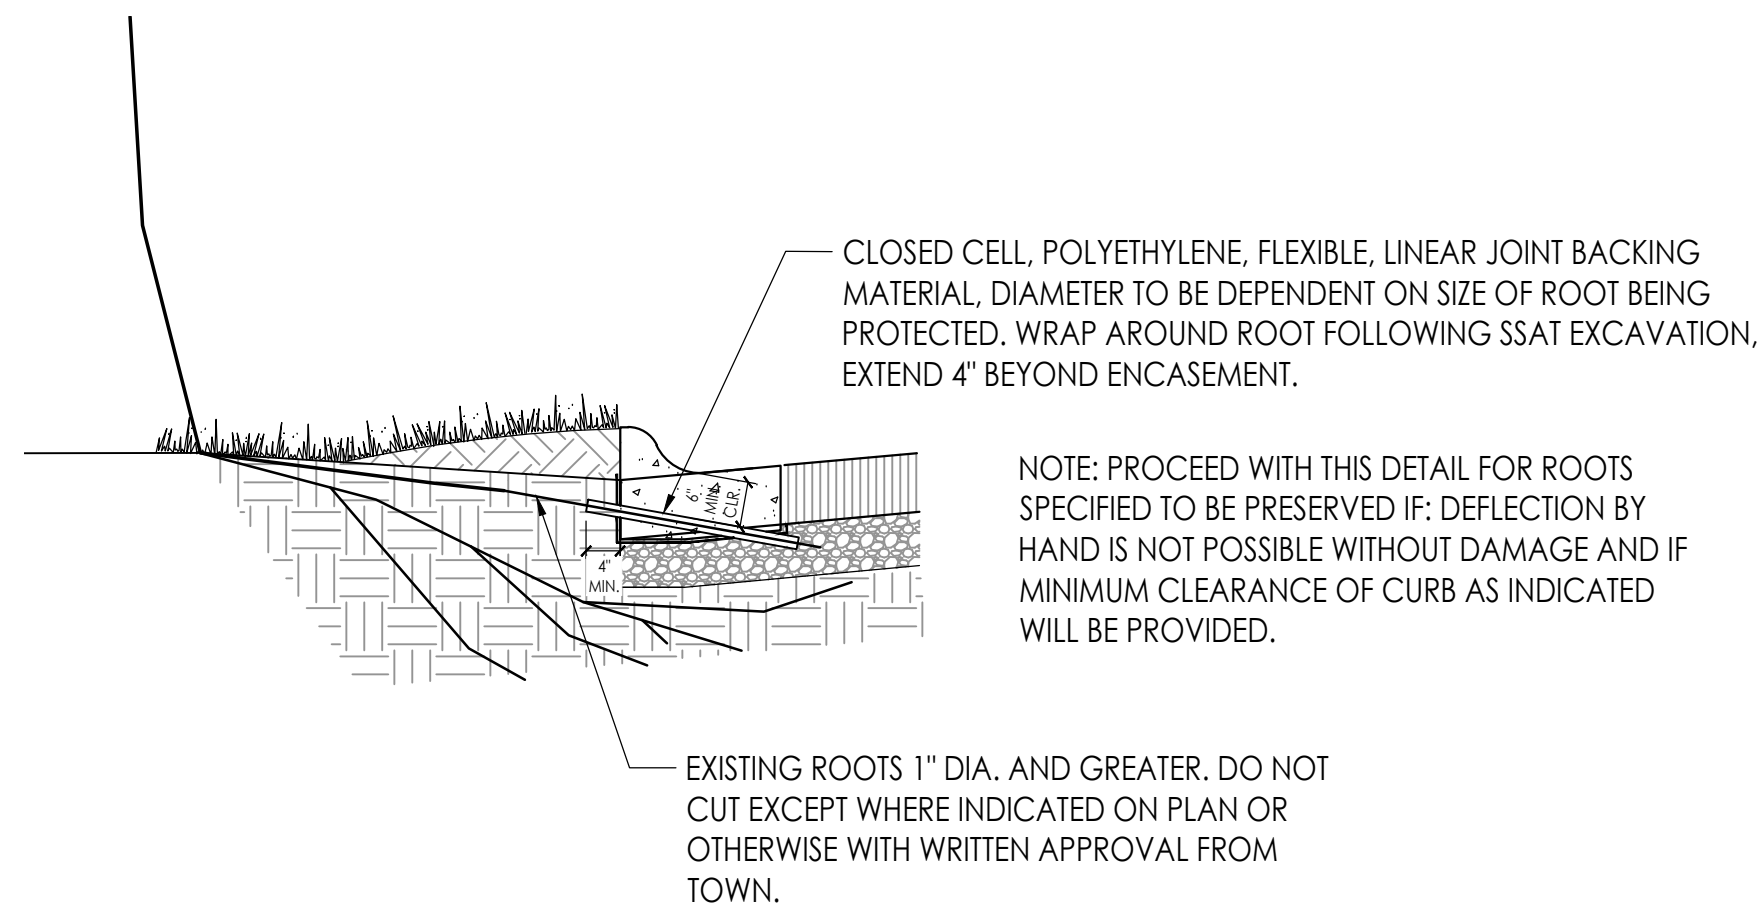 CLOSED CELL, POLYETHYLENE, FLEXIBLE, LINEAR JOINT BACKING
MATERIAL, DIAMETER TO BE DEPENDENT ON SIZE OF ROOT BEING
PROTECTED. WRAP AROUND ROOT FOLLOWING SSAT EXCAVATION,
EXTEND 4" BEYOND ENCASEMENT.
NOTE: PROCEED WITH THIS DETAIL FOR ROOTS
SPECIFIED TO BE PRESERVED IF: DEFLECTION BY
HAND IS NOT POSSIBLE WITHOUT DAMAGE AND IF
MINIMUM CLEARANCE OF CURB AS INDICATED
WILL BE PROVIDED.
6"
MIN.
CLR.
4"
MIN.
EXISTING ROOTS 1" DIA. AND GREATER. DO NOT
CUT EXCEPT WHERE INDICATED ON PLAN OR
OTHERWISE WITH WRITTEN APPROVAL FROM
TOWN.